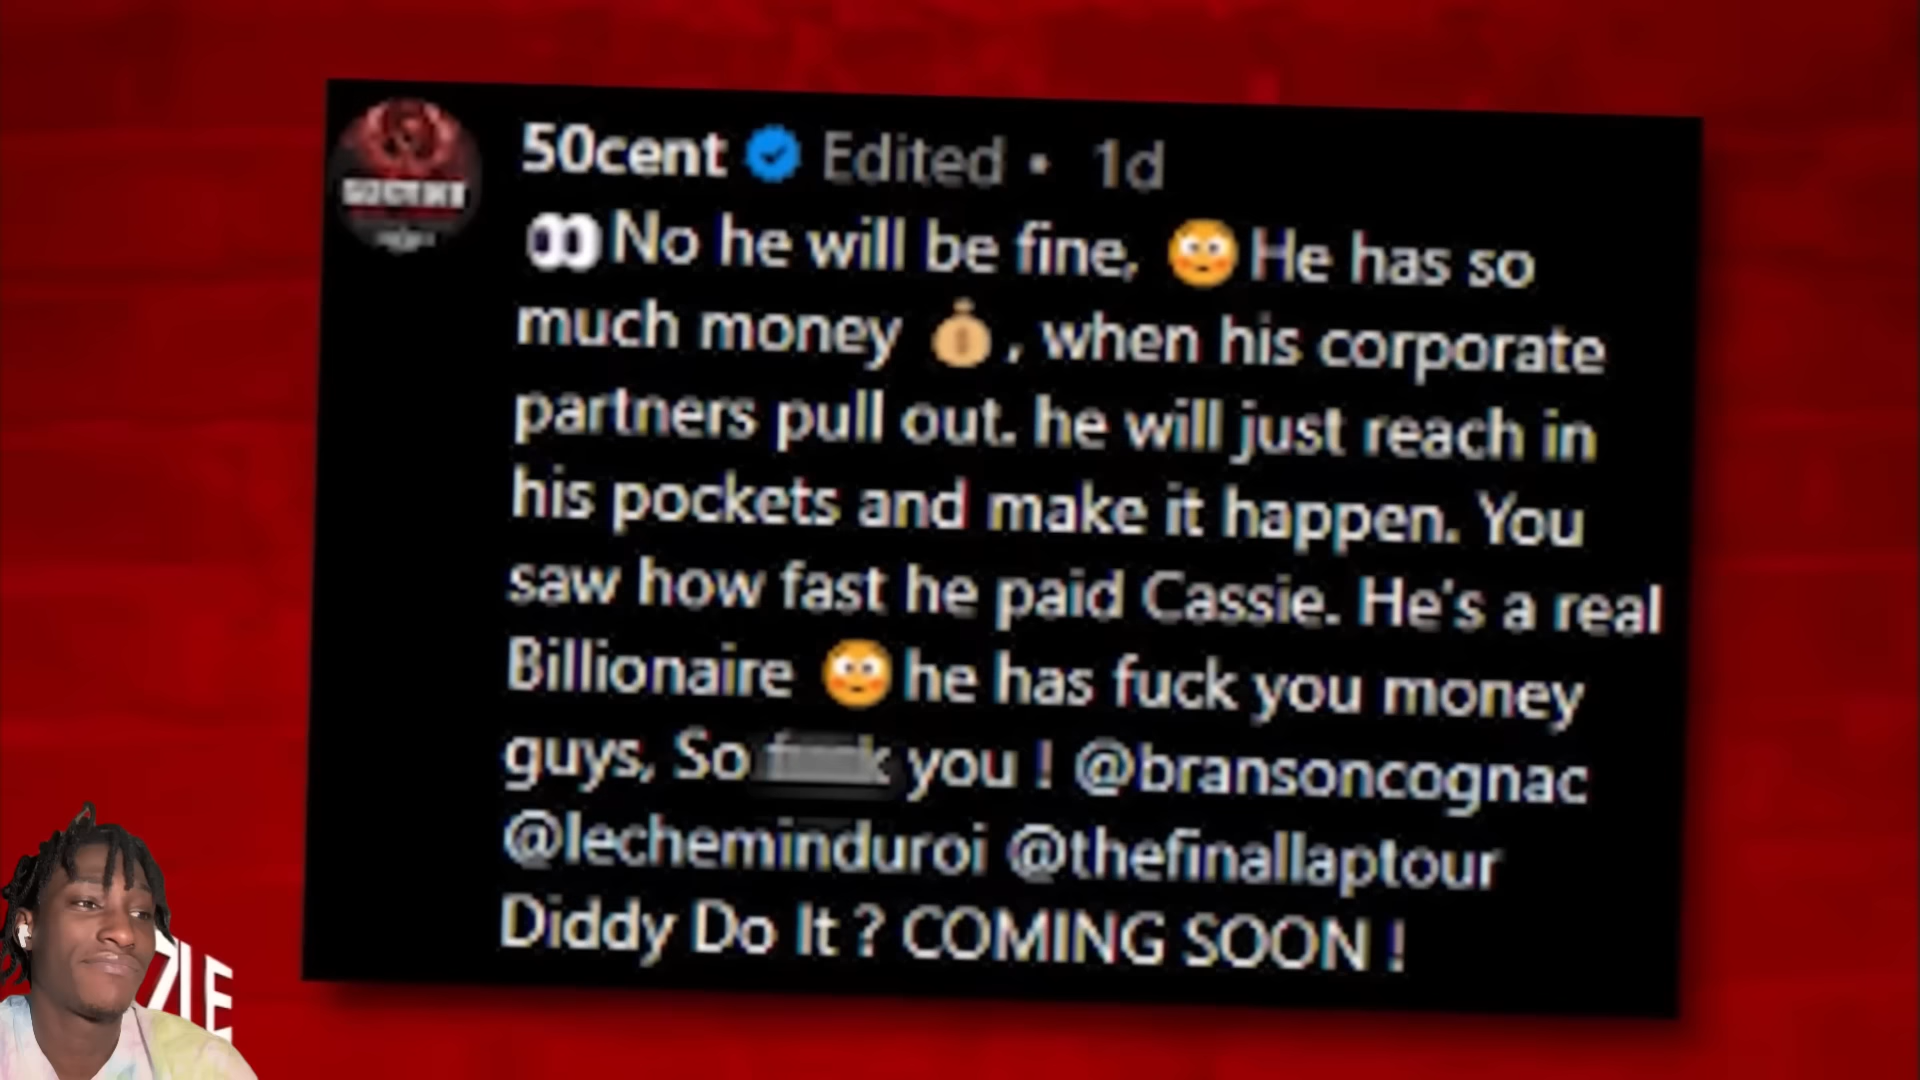 50cent Edited • 1d
👀No he will be fine, 😳He has so
much money 💰, when his corporate
partners pull out. he will just reach in
his pockets and make it happen. You
saw how fast he paid Cassie. He's a real
Billionaire 😳he has fuck you money
guys, So you ! @bransoncognac
@lecheminduroi @thefinallaptour
Diddy Do It ? COMING SOON !
ZLE